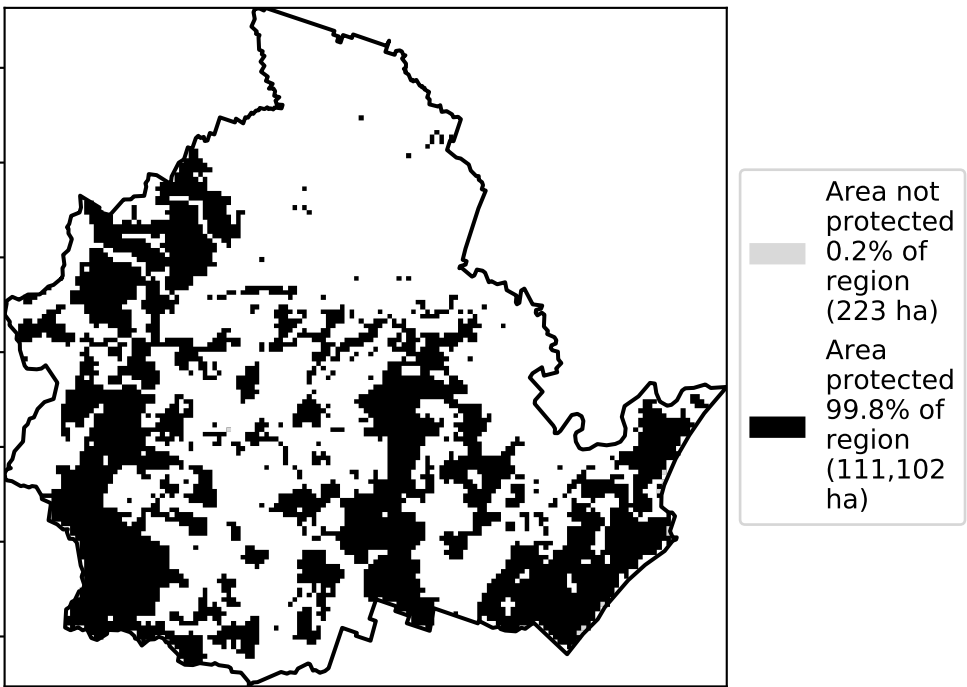 Area not
protected
0.2% of
region
(223 ha)
Area
protected
99.8% of
region
(111,102
ha)